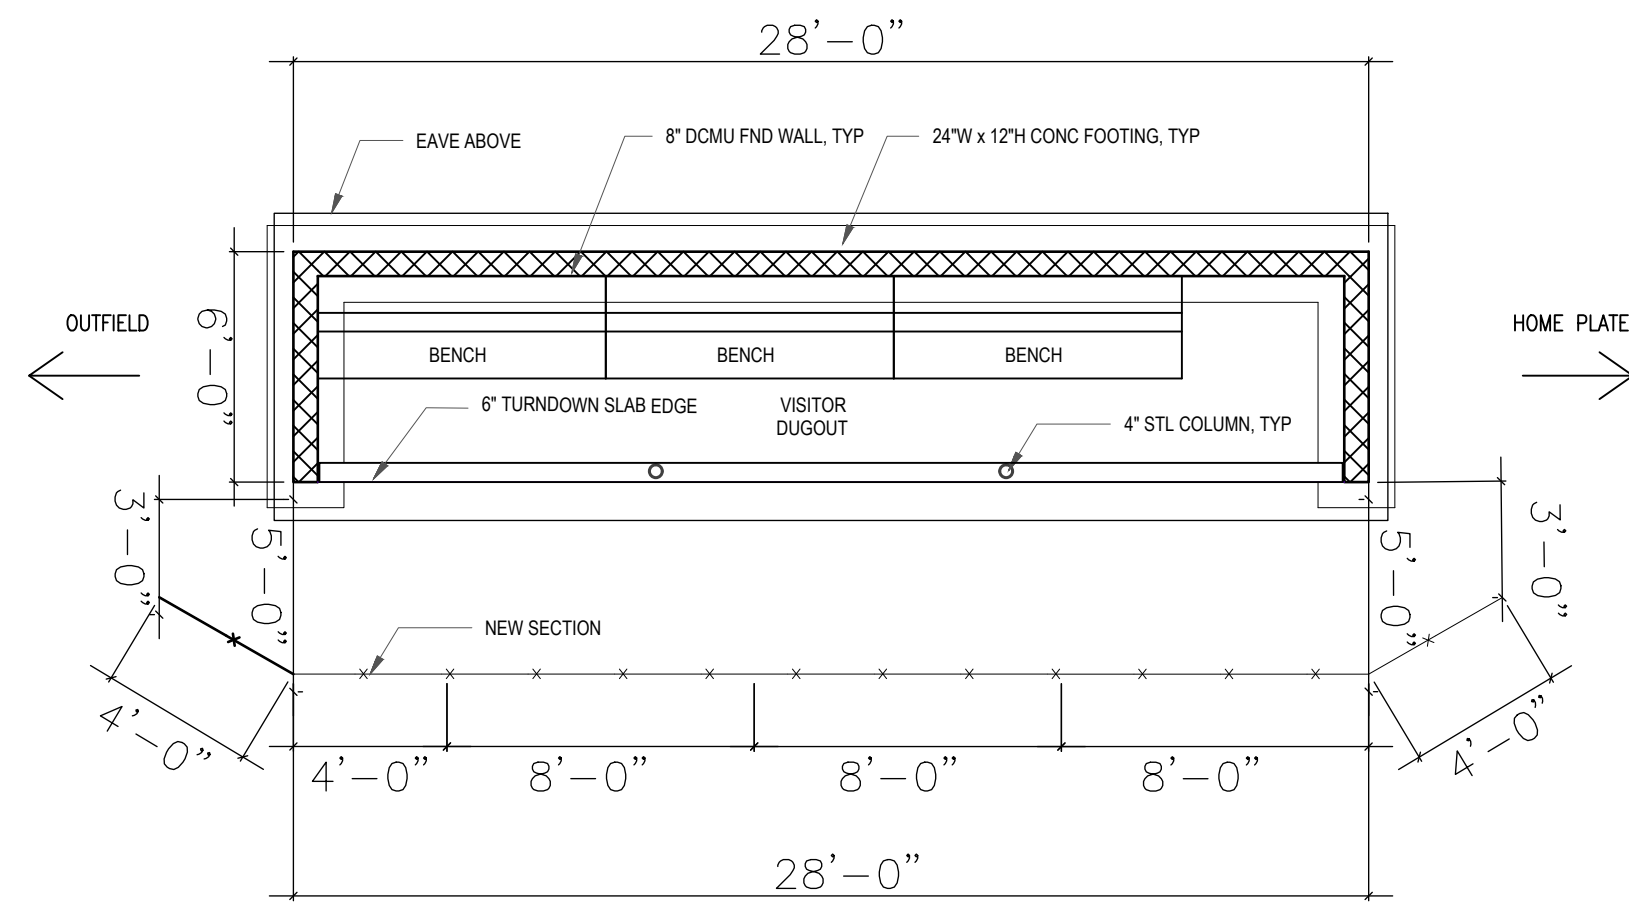 28'-0"
EAVE ABOVE
8" DCMU FND WALL, TYP
24"W x 12"H CONC FOOTING, TYP
OUTFIELD
HOME PLATE
6'-0"
BENCH
BENCH
BENCH
6" TURNDOWN SLAB EDGE
VISITOR
DUGOUT
4" STL COLUMN, TYP
3'-0"
5'-0"
5'-0"
3'-0"
NEW SECTION
4'-0"
4'-0"
4'-0"
8'-0"
8'-0"
8'-0"
28'-0"